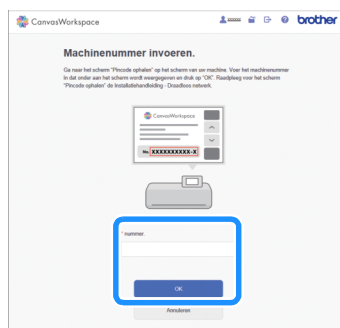 CanvasWorkspace
xxxxx
brother
Machinenummer invoeren.
Ga naar het scherm "Pincode ophalen" op het scherm van uw machine. Voer het machinenummer
in dat onder aan het scherm wordt weergegeven en druk op "OK". Raadpleeg voor het scherm
"Pincode ophalen" de Installatiehandleiding - Draadloos netwerk.
CanvasWorkspace
No. XXXXXXXXXX-X
* nummer.
OK
Annuleren